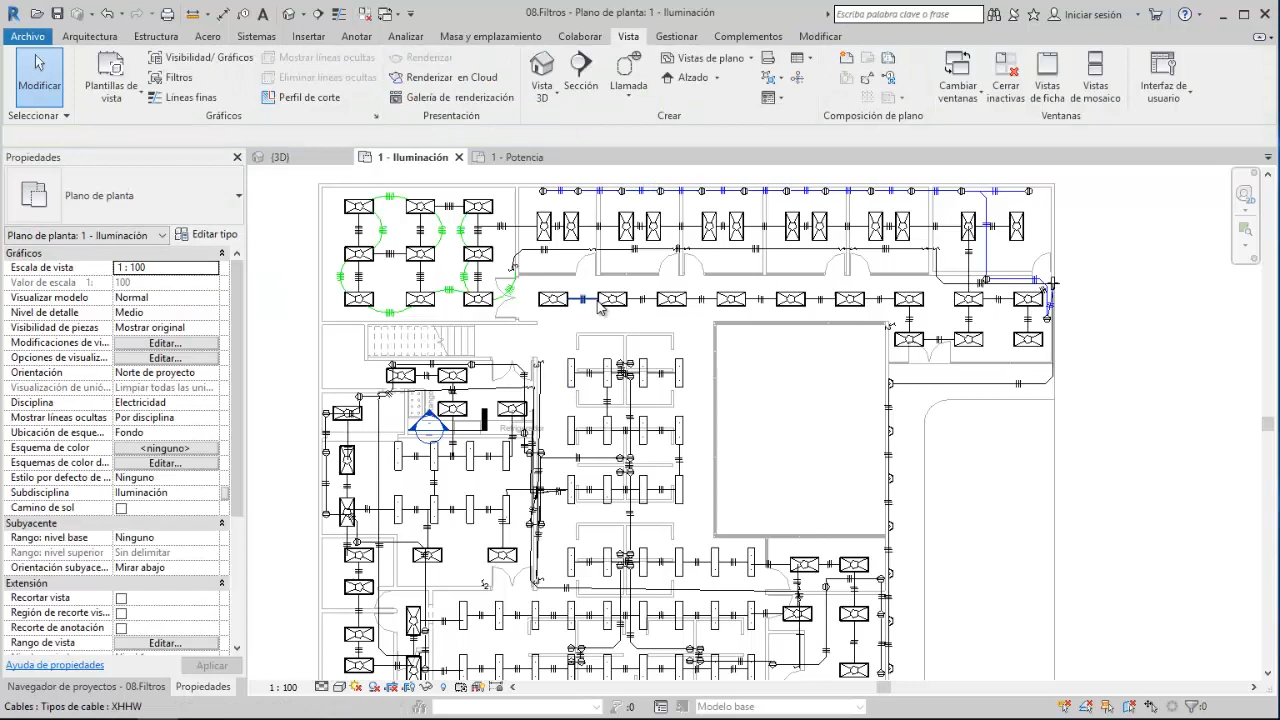 08.Filtros - Plano de planta: 1 - Iluminación
Escriba palabra clave o frase
Iniciar sesión
Archivo Arquitectura Estructura Acero Sistemas Insertar Anotar Analizar Masa y emplazamiento Colaborar Vista Gestionar Complementos Modificar
Modificar
Plantillas de vista
Visibilidad/ Gráficos
Filtros
Líneas finas
Mostrar líneas ocultas
Eliminar líneas ocultas
Perfil de corte
Renderizar
Renderizar en Cloud
Galería de renderización
Vista 3D
Sección
Llamada
Vistas de plano
Alzado
Cambiar ventanas
Cerrar inactivas
Vistas de ficha
Vistas de mosaico
Interfaz de usuario
Seleccionar Gráficos Presentación Crear Composición de plano Ventanas
Propiedades
(3D) 1 - Iluminación 1 - Potencia
Plano de planta
Plano de planta: 1 - Iluminación Editar tipo
Gráficos
Escala de vista 1 : 100
Valor de escala 1: 100
Visualizar modelo Normal
Nivel de detalle Medio
Visibilidad de piezas Mostrar original
Modificaciones de vi... Editar...
Opciones de visualiz... Editar...
Orientación Norte de proyecto
Visualización de unió... Limpiar todas las uni...
Disciplina Electricidad
Mostrar líneas ocultas Por disciplina
Ubicación de esque... Fondo
Esquema de color <ninguno>
Esquemas de color d... Editar...
Estilo por defecto de ... Ninguno
Subdisciplina Iluminación
Camino de sol
Subyacente
Rango: nivel base Ninguno
Rango: nivel superior Sin delimitar
Orientación subyace... Mirar abajo
Extensión
Recortar vista
Región de recorte vis...
Recorte de anotación
Rango de vista Editar...
Ayuda de propiedades Aplicar
Navegador de proyectos - 08.Filtros Propiedades
1 : 100
Cables : Tipos de cable : XHHW
:0
Modelo base
:0